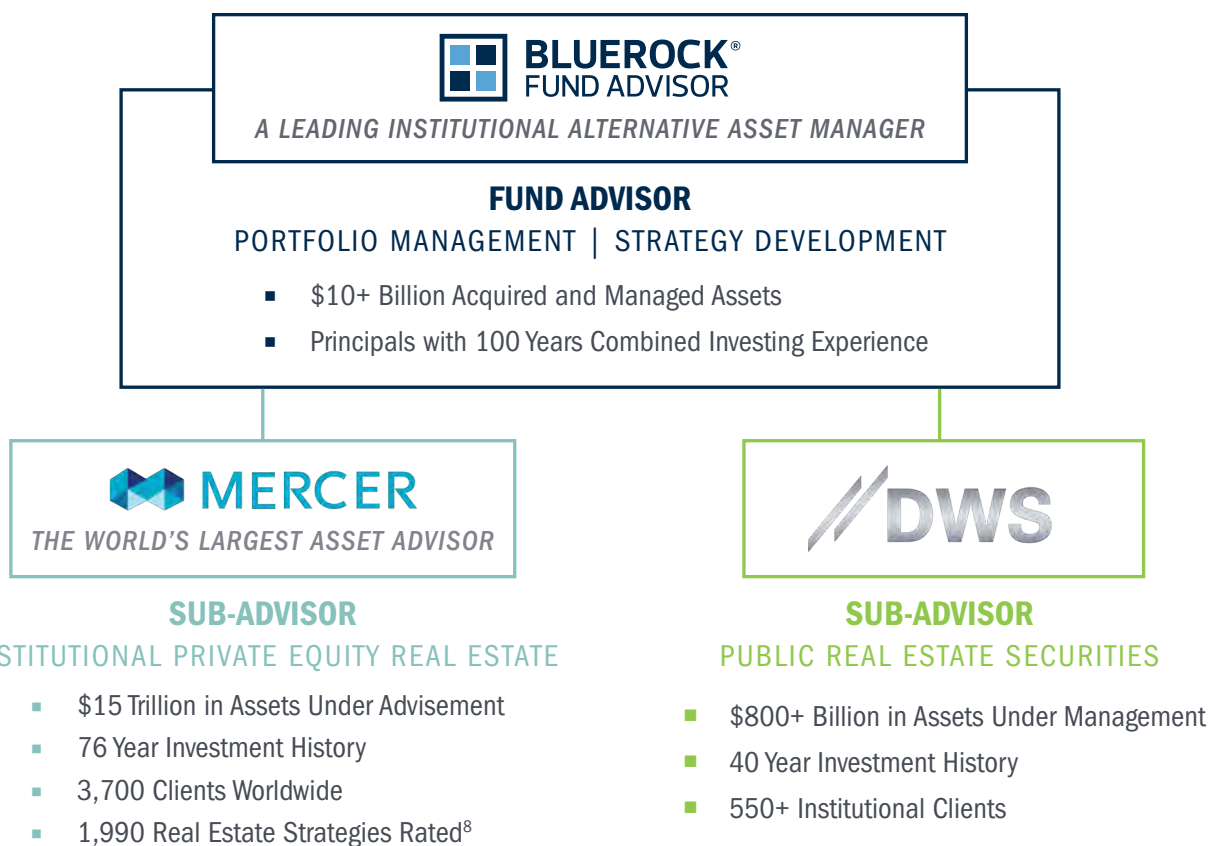 BLUEROCK®
FUND ADVISOR
A LEADING INSTITUTIONAL ALTERNATIVE ASSET MANAGER
FUND ADVISOR
PORTFOLIO MANAGEMENT | STRATEGY DEVELOPMENT
▪ $10+ Billion Acquired and Managed Assets
▪ Principals with 100 Years Combined Investing Experience
MERCER
THE WORLD'S LARGEST ASSET ADVISOR
SUB-ADVISOR
STITUTIONAL PRIVATE EQUITY REAL ESTATE
▪ $15 Trillion in Assets Under Advisement
▪ 76 Year Investment History
▪ 3,700 Clients Worldwide
▪ 1,990 Real Estate Strategies Rated⁸
DWS
SUB-ADVISOR
PUBLIC REAL ESTATE SECURITIES
▪ $800+ Billion in Assets Under Management
▪ 40 Year Investment History
▪ 550+ Institutional Clients